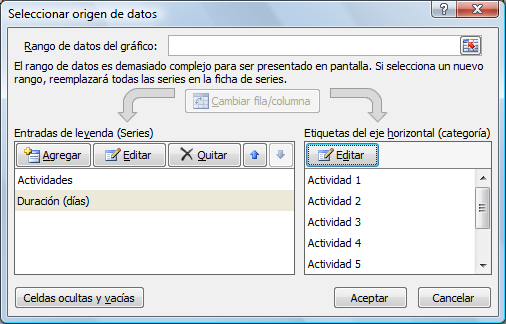 Seleccionar origen de datos
Rango de datos del gráfico:
El rango de datos es demasiado complejo para ser presentado en pantalla. Si selecciona un nuevo
rango, reemplazará todas las series en la ficha de series.
Cambiar fila/columna
Entradas de leyenda (Series)
Etiquetas del eje horizontal (categoría)
Agregar
Editar
Quitar
Editar
Actividades
Duración (días)
Actividad 1
Actividad 2
Actividad 3
Actividad 4
Actividad 5
Celdas ocultas y vacías
Aceptar
Cancelar